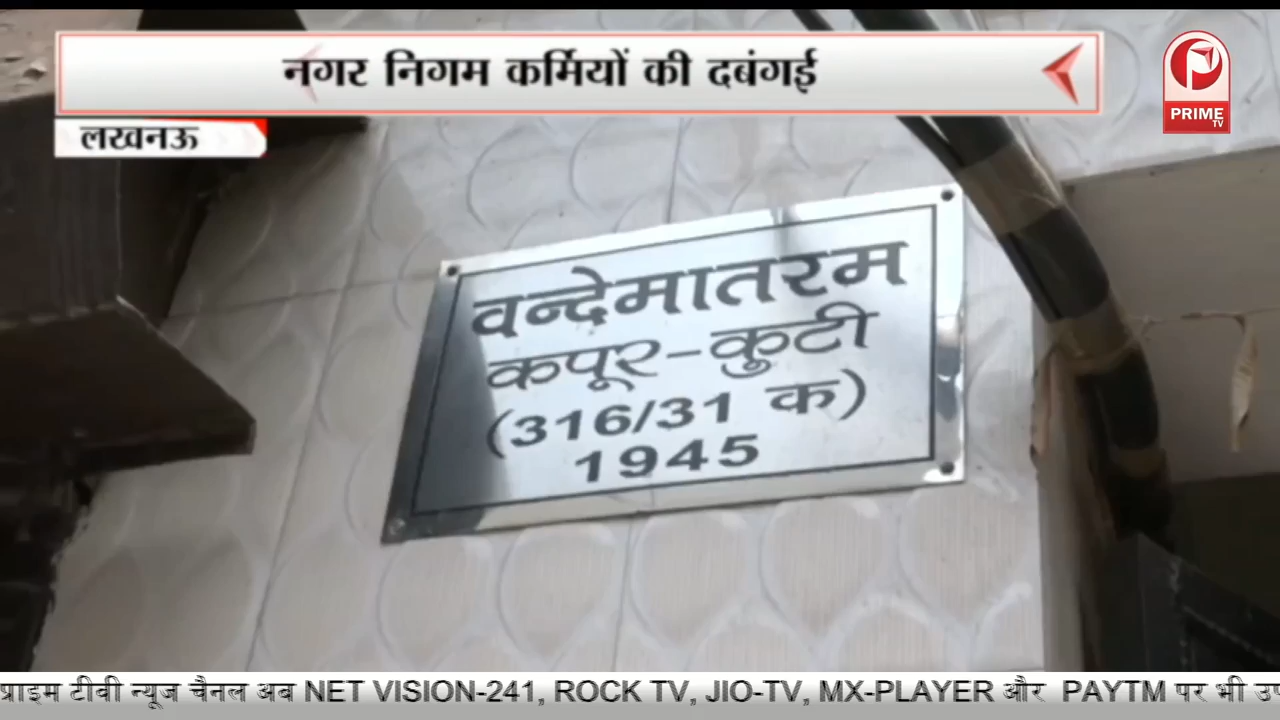 नगर निगम कर्मियों की दबंगई
PRIME
TV
लखनऊ
वन्देमातरम
कपूर-कुटी
(316/31 क)
1945
प्राइम टीवी न्यूज चैनल अब NET VISION-241, ROCK TV, JIO-TV, MX-PLAYER और PAYTM पर भी